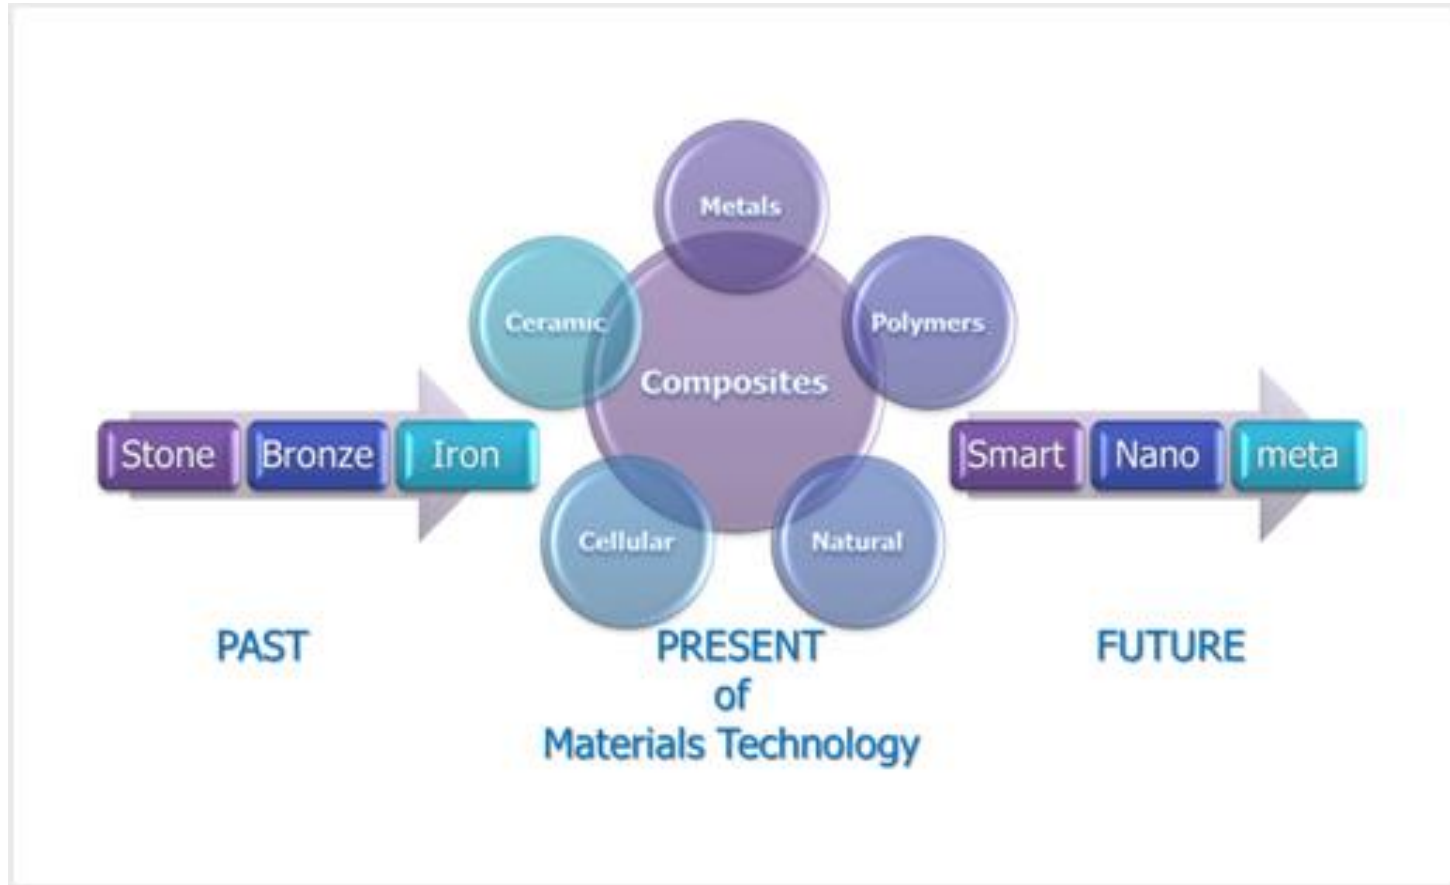 Metals
Ceramic
Polymers
Composites
Stone Bronze Iron
Smart Nano meta
Cellular
Natural
PAST
PRESENT
of
Materials Technology
FUTURE